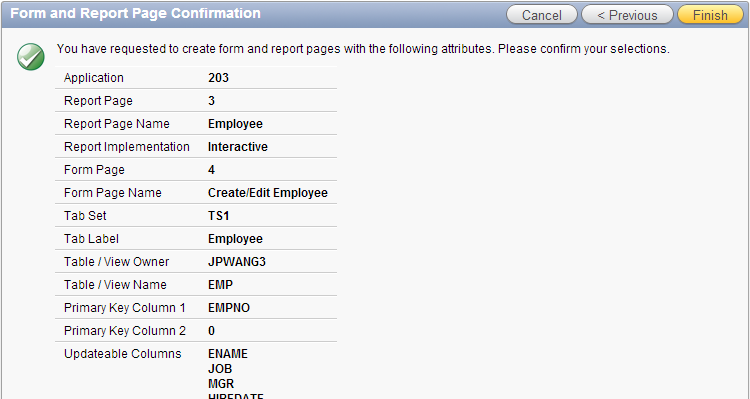 Form and Report Page Confirmation Cancel < Previous Finish
You have requested to create form and report pages with the following attributes. Please confirm your selections.
Application 203
Report Page 3
Report Page Name Employee
Report Implementation Interactive
Form Page 4
Form Page Name Create/Edit Employee
Tab Set TS1
Tab Label Employee
Table / View Owner JPWANG3
Table / View Name EMP
Primary Key Column 1 EMPNO
Primary Key Column 2 0
Updateable Columns ENAME
JOB
MGR
HIREDATE